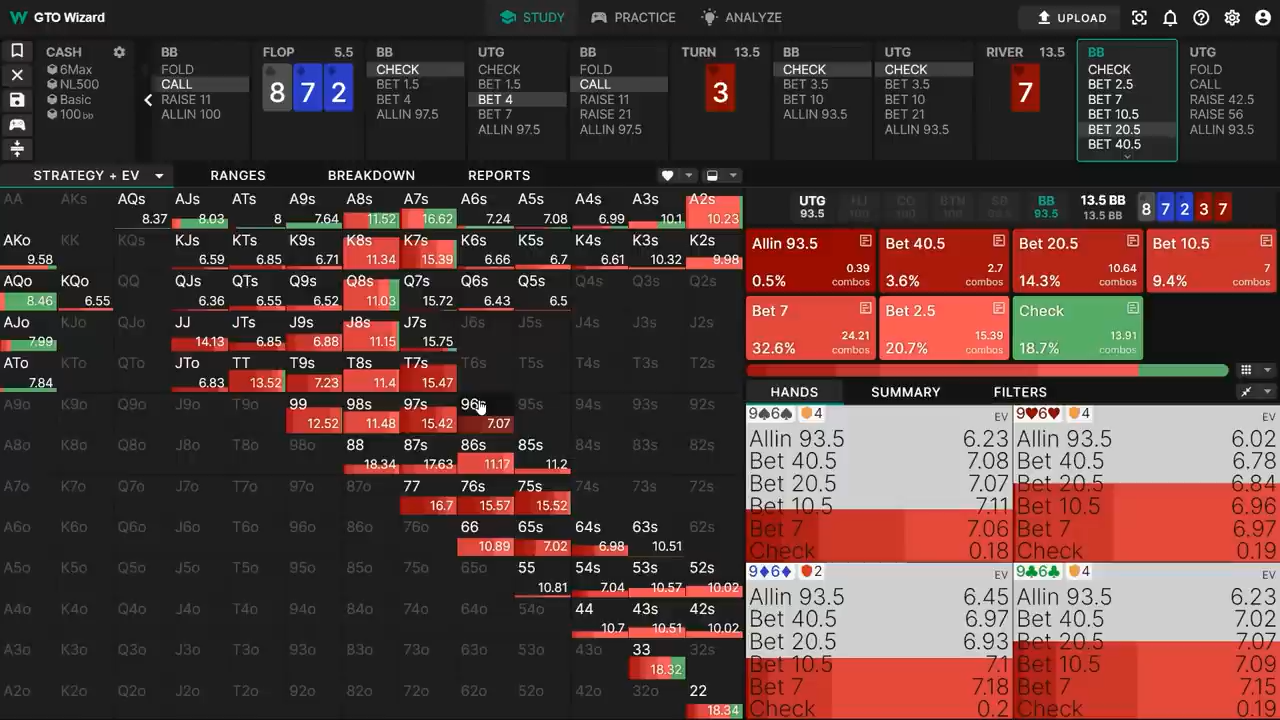 GTO Wizard
STUDY
PRACTICE
ANALYZE
UPLOAD
CASH
6Max
NL500
Basic
100 bb
BB
FOLD
CALL
RAISE 11
ALLIN 100
FLOP 5.5
8 7 2
BB
CHECK
BET 1.5
BET 4
ALLIN 97.5
UTG
CHECK
BET 1.5
BET 4
BET 7
ALLIN 97.5
BB
FOLD
CALL
RAISE 11
RAISE 21
ALLIN 97.5
TURN 13.5
3
BB
CHECK
BET 3.5
BET 10
ALLIN 93.5
UTG
CHECK
BET 3.5
BET 10
BET 21
ALLIN 93.5
RIVER 13.5
7
BB
CHECK
BET 2.5
BET 7
BET 10.5
BET 20.5
BET 40.5
UTG
FOLD
CALL
RAISE 42.5
RAISE 56
ALLIN 93.5
STRATEGY + EV
RANGES
BREAKDOWN
REPORTS
AA AKs AQs AJs ATs A9s A8s A7s A6s A5s A4s A3s A2s
8.37 8.03 8 7.64 11.52 16.62 7.24 7.08 6.99 10.1 10.23
AKo KK KQs KJs KTs K9s K8s K7s K6s K5s K4s K3s K2s
9.58 6.59 6.85 6.71 11.34 15.39 6.66 6.7 6.61 10.32 9.98
AQo KQo QQ QJs QTs Q9s Q8s Q7s Q6s Q5s Q4s Q3s Q2s
8.46 6.55 6.36 6.55 6.52 11.03 15.72 6.43 6.5
AJo KJo QJo JJ JTs J9s J8s J7s J6s J5s J4s J3s J2s
7.99 14.13 6.85 6.88 11.15 15.75
ATo KTo QTo JTo TT T9s T8s T7s T6s T5s T4s T3s T2s
7.84 6.83 13.52 7.23 11.4 15.47
A9o K9o Q9o J9o T9o 99 98s 97s 96s 95s 94s 93s 92s
12.52 11.48 15.42 7.07
A8o K8o Q8o J8o T8o 98o 88 87s 86s 85s 84s 83s 82s
18.34 17.63 11.17 11.2
A7o K7o Q7o J7o T7o 97o 87o 77 76s 75s 74s 73s 72s
16.7 15.57 15.52
A6o K6o Q6o J6o T6o 96o 86o 76o 66 65s 64s 63s 62s
10.89 7.02 6.98 10.51
A5o K5o Q5o J5o T5o 95o 85o 75o 65o 55 54s 53s 52s
10.81 7.04 10.57 10.02
A4o K4o Q4o J4o T4o 94o 84o 74o 64o 54o 44 43s 42s
10.7 10.51 10.02
A3o K3o Q3o J3o T3o 93o 83o 73o 63o 53o 43o 33 32s
18.32
A2o K2o Q2o J2o T2o 92o 82o 72o 62o 52o 42o 32o 22
18.34
UTG HJ CO BTN SB BB 13.5 BB 8 7 2 3 7
93.5 100 100 100 100 93.5 13.5 BB
Allin 93.5
0.39
0.5% combos
Bet 40.5
2.7
3.6% combos
Bet 20.5
10.64
14.3% combos
Bet 10.5
7
9.4% combos
Bet 7
24.21
32.6% combos
Bet 2.5
15.39
20.7% combos
Check
13.91
18.7% combos
HANDS
SUMMARY
FILTERS
9♠6♠ 4 EV
Allin 93.5 6.23
Bet 40.5 7.08
Bet 20.5 7.07
Bet 10.5 7.11
Bet 7 7.06
Check 0.18
9♥6♥ 4 EV
Allin 93.5 6.02
Bet 40.5 6.78
Bet 20.5 6.84
Bet 10.5 6.96
Bet 7 6.97
Check 0.19
9♦6♦ 2 EV
Allin 93.5 6.45
Bet 40.5 6.97
Bet 20.5 6.93
Bet 10.5 7.1
Bet 7 7.18
Check 0.2
9♣6♣ 4 EV
Allin 93.5 6.23
Bet 40.5 7.02
Bet 20.5 7.07
Bet 10.5 7.09
Bet 7 7.15
Check 0.19